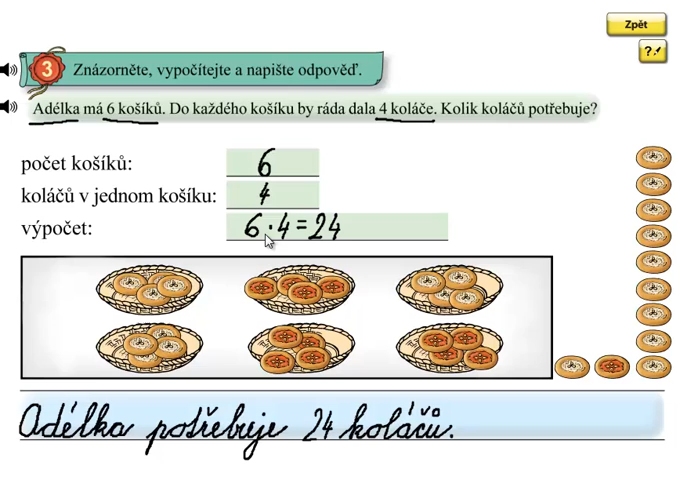 Zpět
?✓
3 Znázorněte, vypočítejte a napište odpověď.
Adélka má 6 košíků. Do každého košíku by ráda dala 4 koláče. Kolik koláčů potřebuje?
počet košíků: 6
koláčů v jednom košíku: 4
výpočet: 6 · 4 = 24
Adélka potřebuje 24 koláčů.